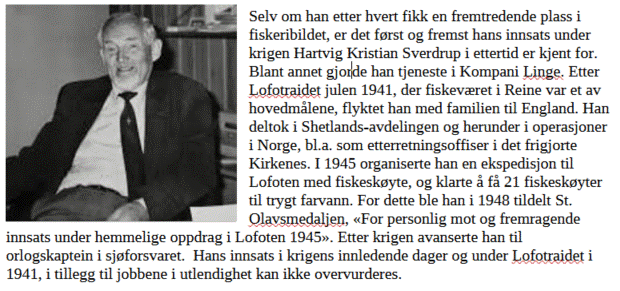 Selv om han etter hvert fikk en fremtredende plass i
fiskeribildet, er det først og fremst hans innsats under
krigen Hartvig Kristian Sverdrup i ettertid er kjent for.
Blant annet gjorde han tjeneste i Kompani Linge. Etter
Lofotraidet julen 1941, der fiskeværet i Reine var et av
hovedmålene, flyktet han med familien til England. Han
deltok i Shetlands-avdelingen og herunder i operasjoner
i Norge, bl.a. som etterretningsoffiser i det frigjorte
Kirkenes. I 1945 organiserte han en ekspedisjon til
Lofoten med fiskeskøyte, og klarte å få 21 fiskeskøyter
til trygt farvann. For dette ble han i 1948 tildelt St.
Olavsmedaljen, «For personlig mot og fremragende
innsats under hemmelige oppdrag i Lofoten 1945». Etter krigen avanserte han til
orlogskaptein i sjøforsvaret.  Hans innsats i krigens innledende dager og under Lofotraidet i
1941, i tillegg til jobbene i utlendighet kan ikke overvurderes.